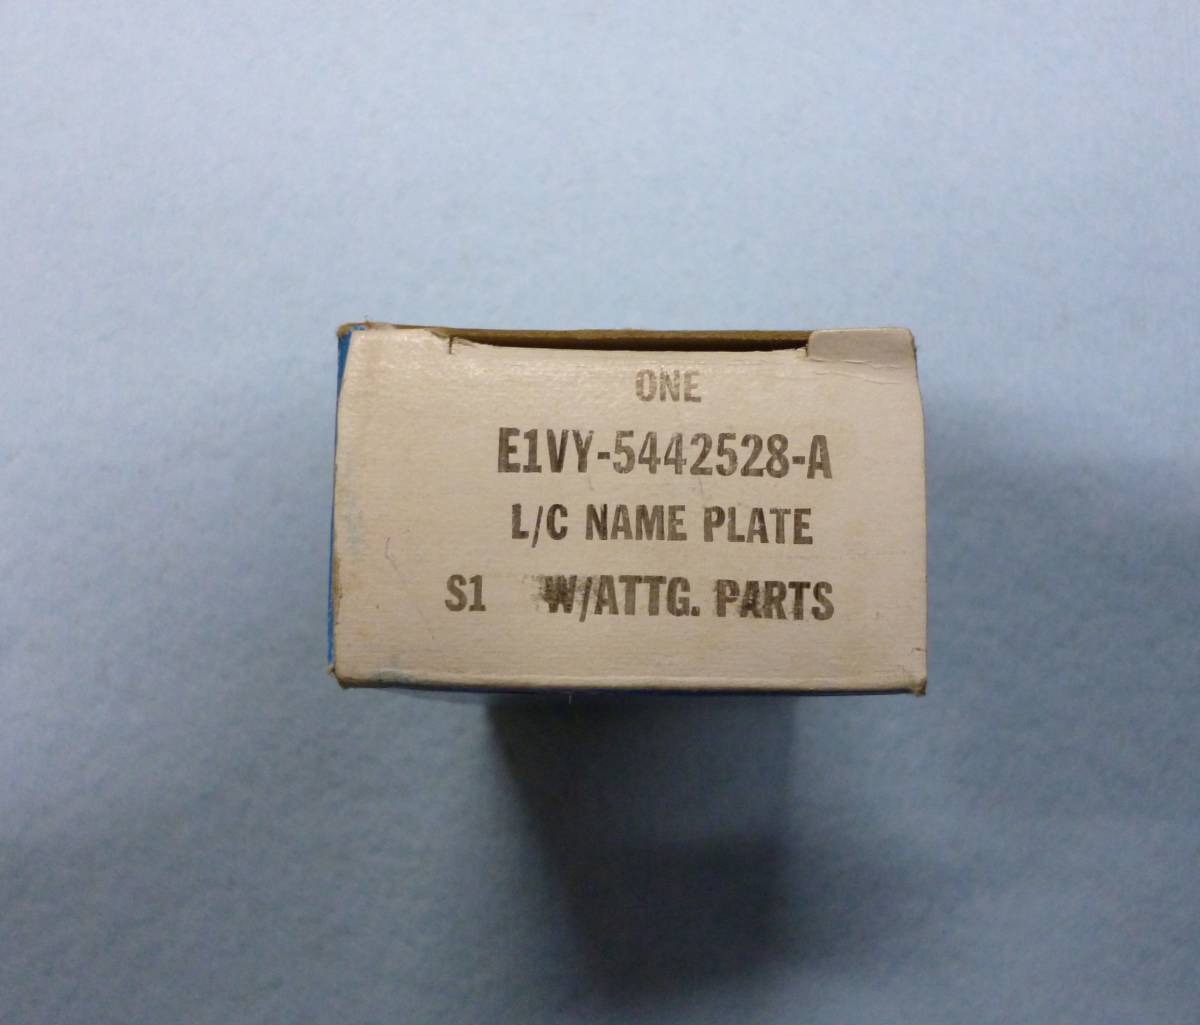 ONE
E1VY-5442528-A
L/C NAME PLATE
S1 W/ATTG. PARTS